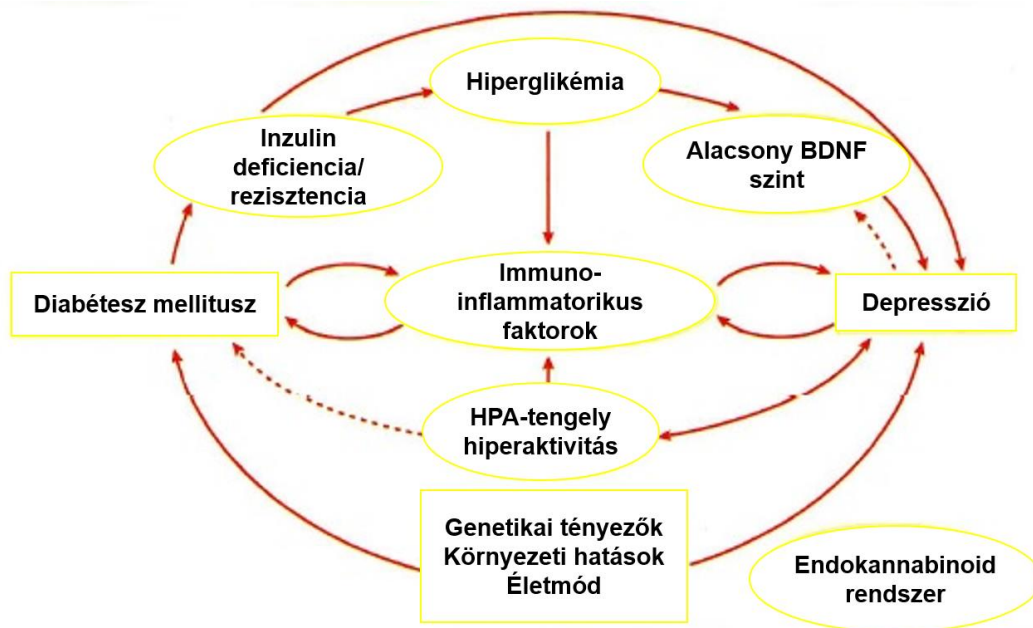 Hiperglikémia
Inzulin
deficiencia/
rezisztencia
Alacsony BDNF
szint
Diabétesz mellitusz
Immuno-
inflammatorikus
faktorok
Depresszió
HPA-tengely
hiperaktivitás
Genetikai tényezők
Környezeti hatások
Életmód
Endokannabinoid
rendszer